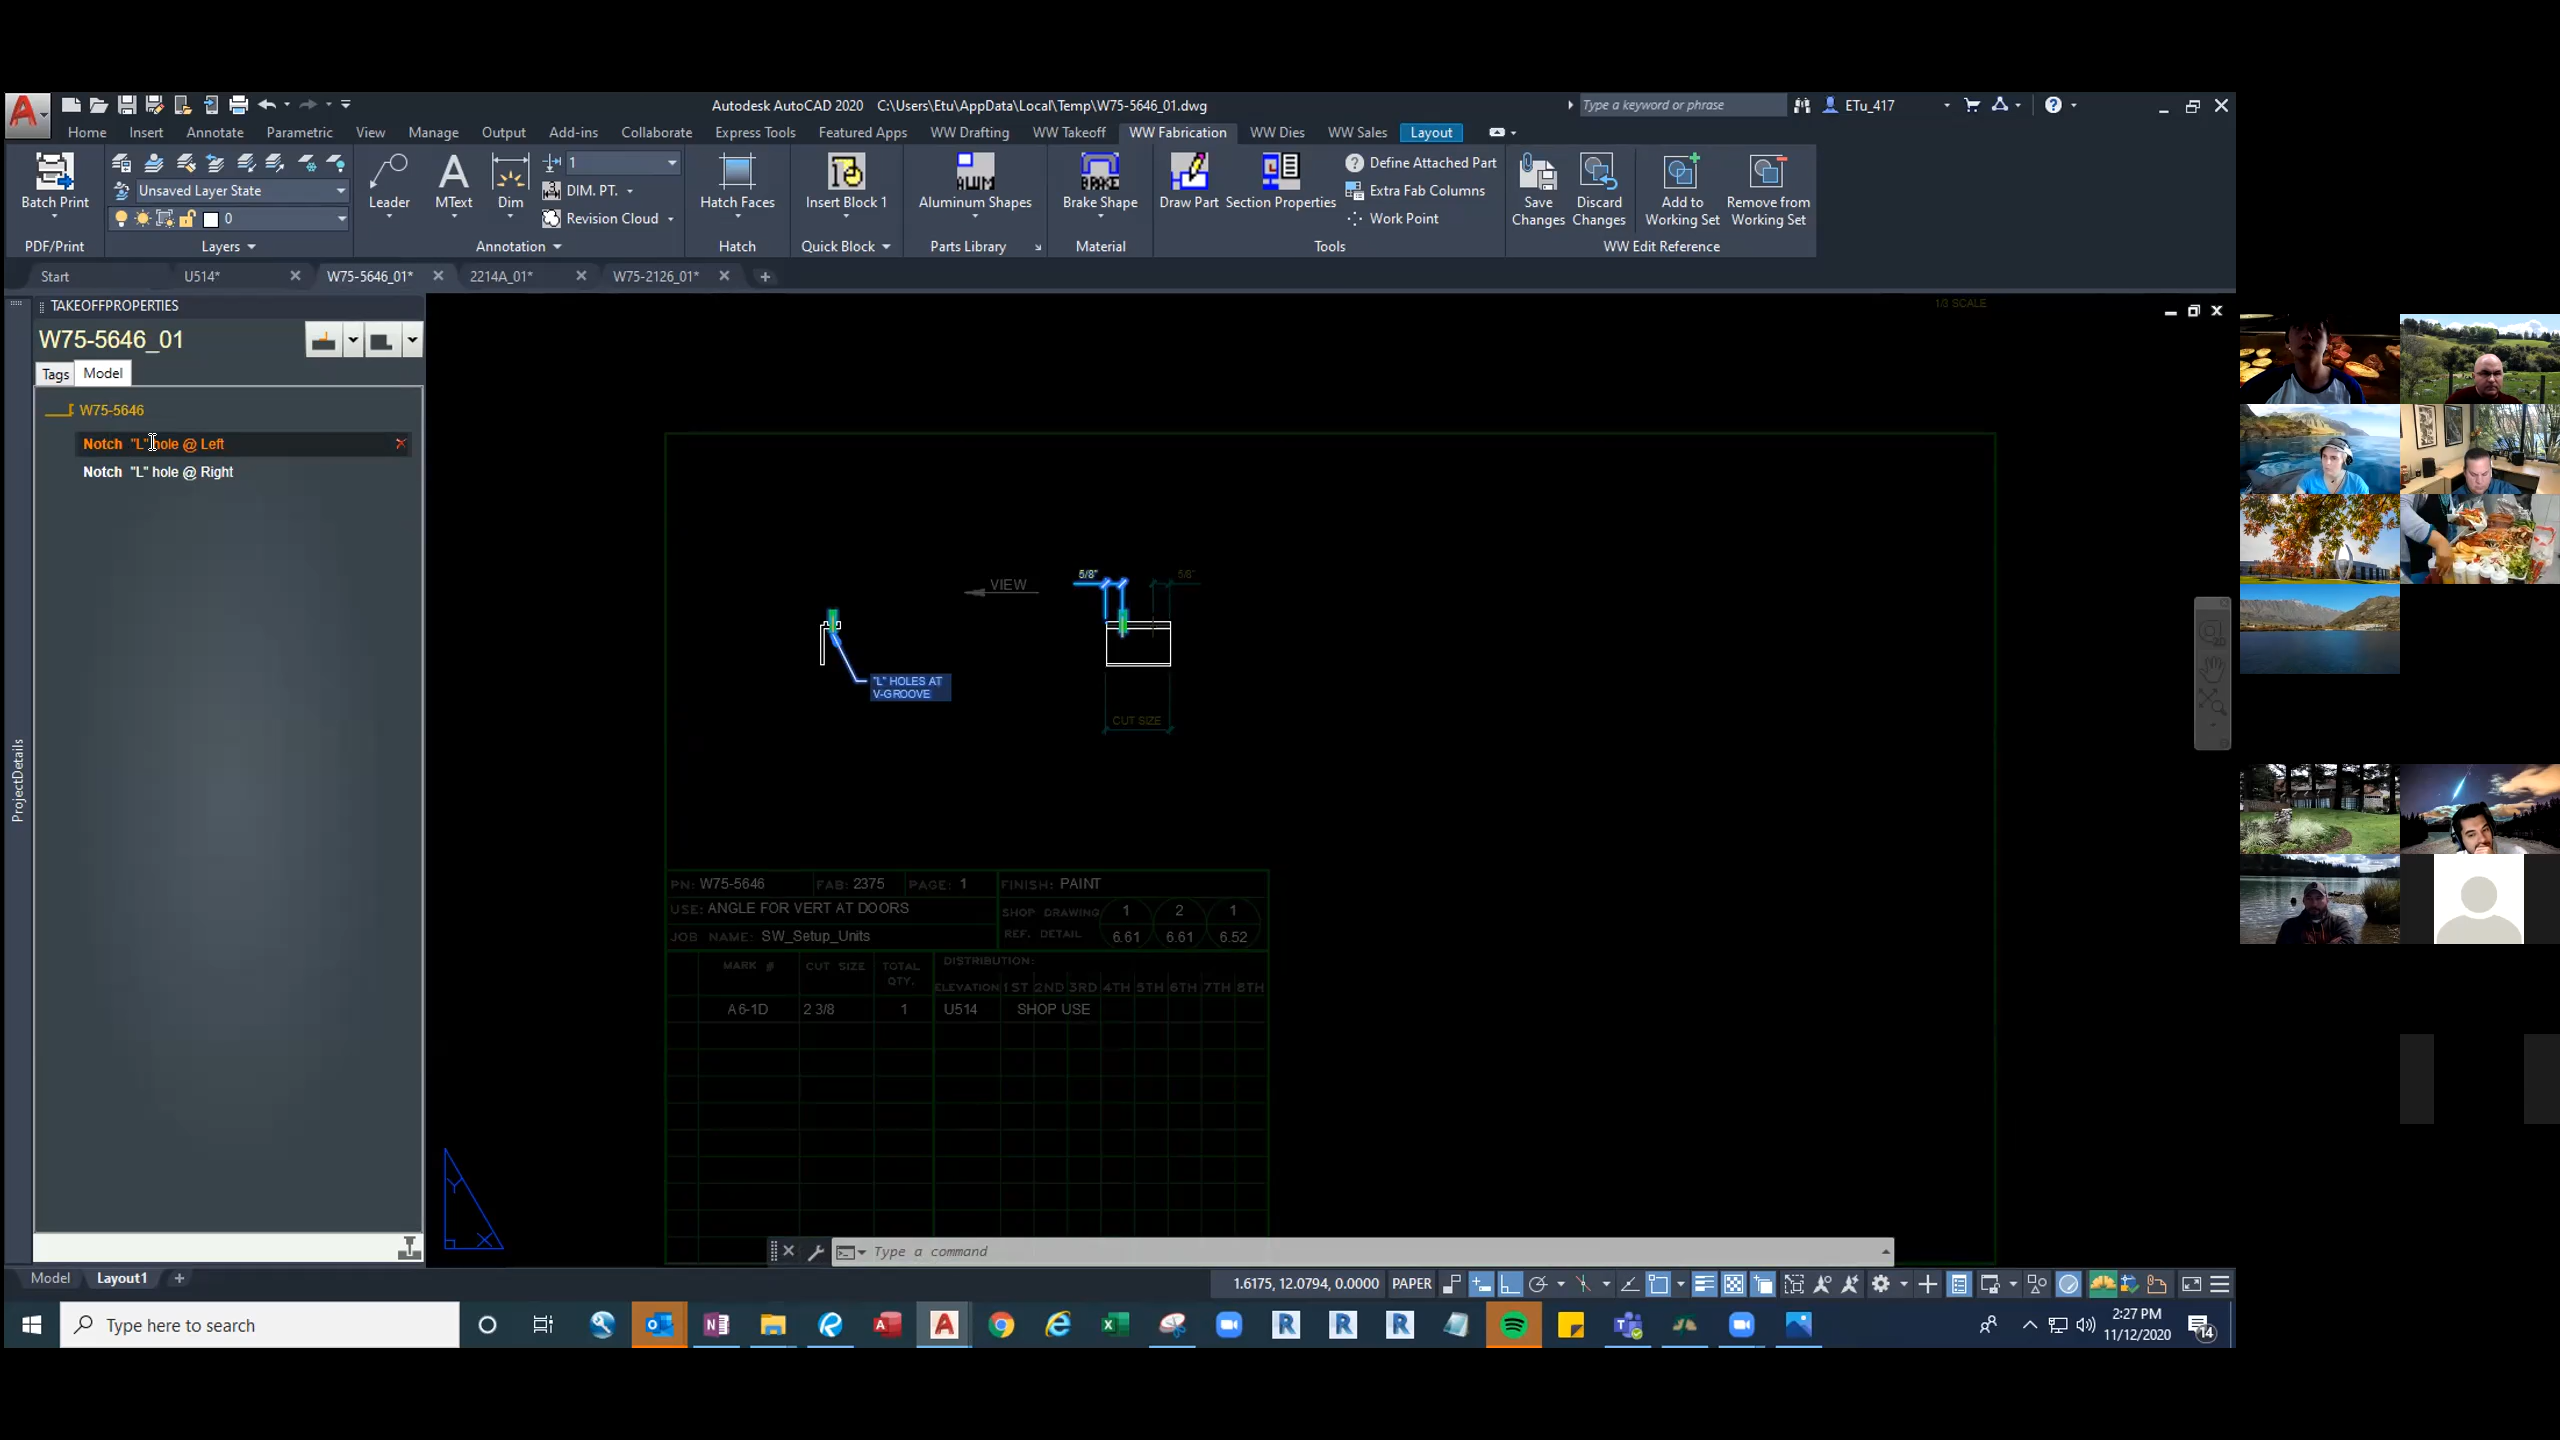 Autodesk AutoCAD 2020 C:\Users\Etu\AppData\Local\Temp\W75-5646_01.dwg
Type a keyword or phrase
ETu_417
Home Insert Annotate Parametric View Manage Output Add-ins Collaborate Express Tools Featured Apps WW Drafting WW Takeoff WW Fabrication WW Dies WW Sales Layout
Batch Print
PDF/Print
Unsaved Layer State
0
Layers
Leader
MText
Dim
1
DIM. PT.
Revision Cloud
Annotation
Hatch Faces
Hatch
Insert Block 1
Quick Block
ALUM
Aluminum Shapes
Parts Library
BRAKE
Brake Shape
Material
Draw Part
Section Properties
Define Attached Part
Extra Fab Columns
Work Point
Tools
Save Changes
Discard Changes
Add to Working Set
Remove from Working Set
WW Edit Reference
Start U514* W75-5646_01* 2214A_01* W75-2126_01*
TAKEOFFPROPERTIES
W75-5646_01
Tags Model
W75-5646
Notch "L" hole @ Left
Notch "L" hole @ Right
ProjectDetails
1/3 SCALE
VIEW
5/8"
5/8"
"L" HOLES AT
V-GROOVE
CUT SIZE
PN: W75-5646 FAB: 2375 PAGE: 1 FINISH: PAINT
USE: ANGLE FOR VERT AT DOORS
JOB NAME: SW_Setup_Units
SHOP DRAWING 1 2 1
REF. DETAIL 6.61 6.61 6.52
MARK # CUT SIZE TOTAL QTY. DISTRIBUTION:
ELEVATION 1ST 2ND 3RD 4TH 5TH 6TH 7TH 8TH
A6-1D 2 3/8 1 U514 SHOP USE
Y
X
Type a command
Model Layout1
1.6175, 12.0794, 0.0000 PAPER
Type here to search
2:27 PM
11/12/2020
14